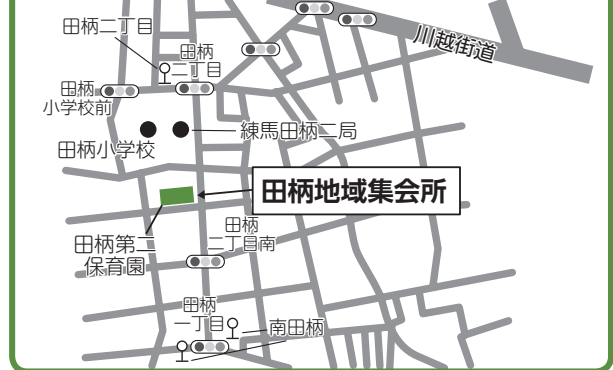 田柄二丁目
川越街道
田柄
二丁目
田柄
小学校前
練馬田柄二局
田柄小学校
田柄地域集会所
田柄
二丁目南
田柄第二
保育園
田柄
一丁目
南田柄